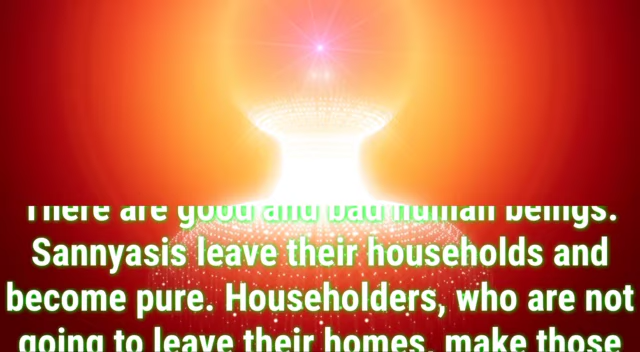 There are good and bad human beings.
Sannyasis leave their households and
become pure. Householders, who are not
going to leave their homes, make those